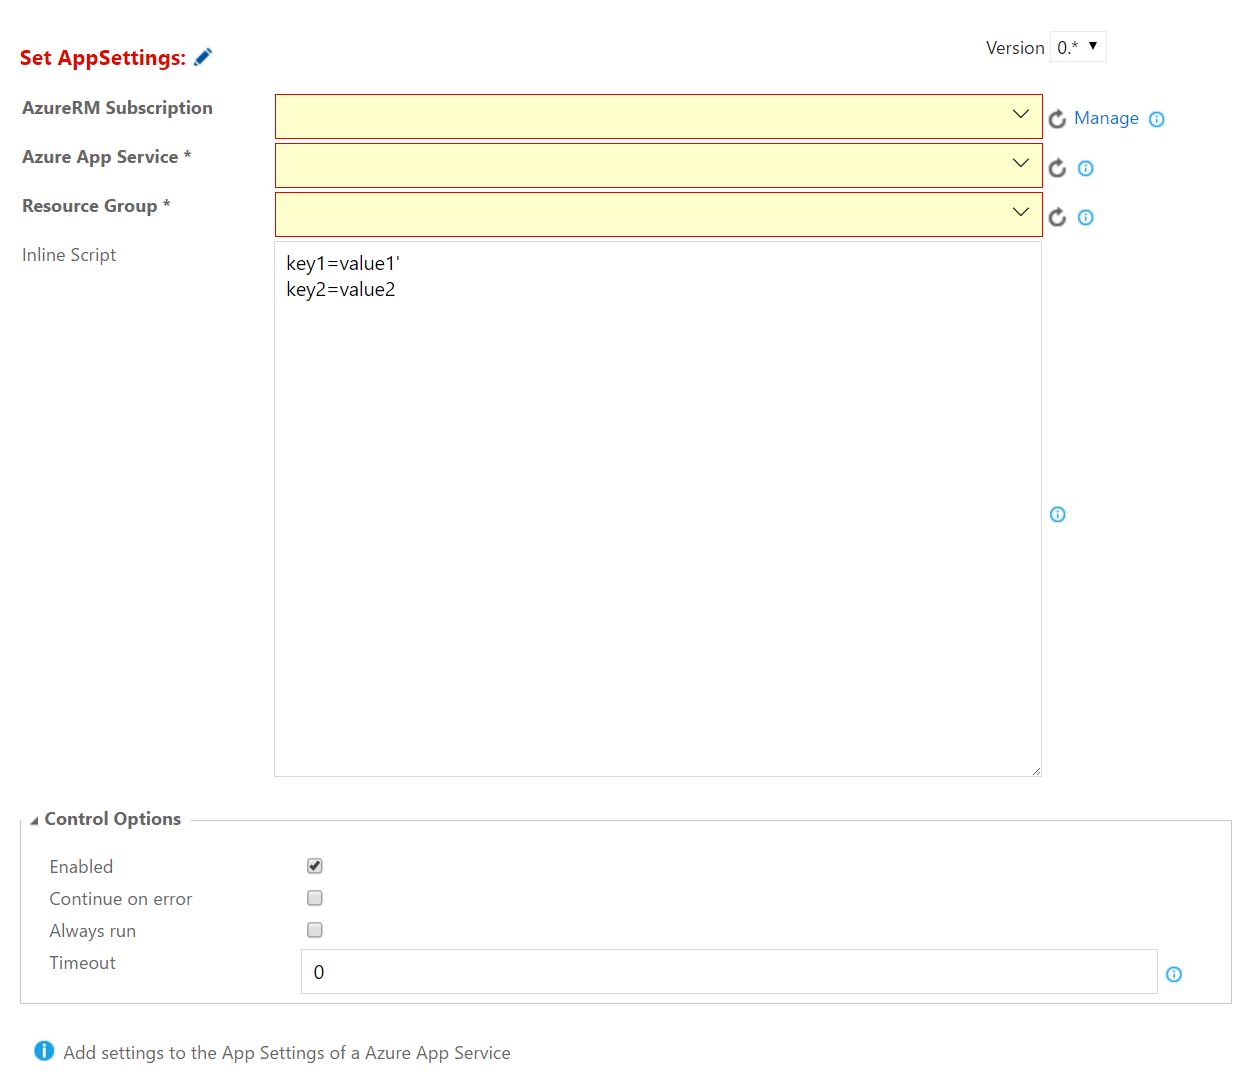 Set AppSettings:
Version 0.*
AzureRM Subscription
Manage
Azure App Service *
Resource Group *
Inline Script
key1=value1'
key2=value2
Control Options
Enabled
Continue on error
Always run
Timeout
0
Add settings to the App Settings of a Azure App Service